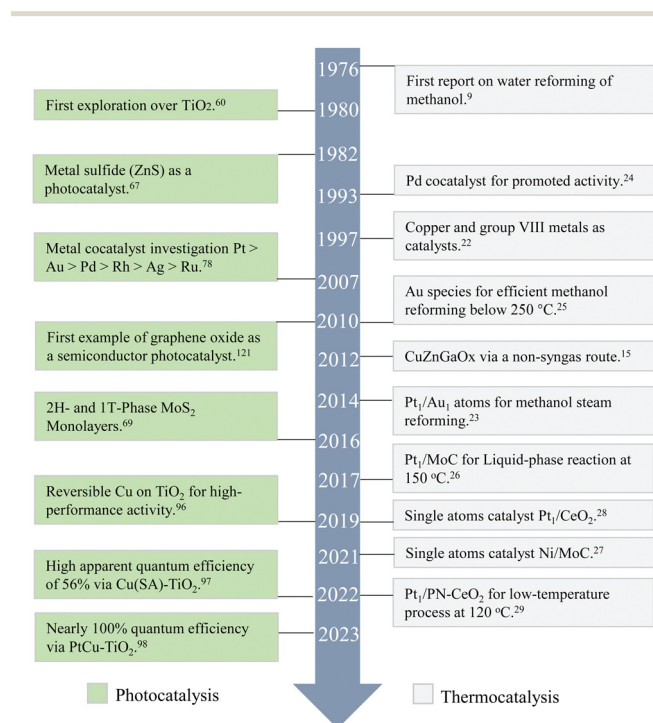 1976
First report on water reforming of
methanol.⁹
First exploration over TiO₂.⁶⁰
1980
1982
Metal sulfide (ZnS) as a
photocatalyst.⁶⁷
Pd cocatalyst for promoted activity.²⁴
1993
Copper and group VIII metals as
catalysts.²²
1997
Metal cocatalyst investigation Pt >
Au > Pd > Rh > Ag > Ru.⁷⁸
2007
Au species for efficient methanol
reforming below 250 °C.²⁵
2010
First example of graphene oxide as
a semiconductor photocatalyst.¹²¹
CuZnGaOx via a non-syngas route.¹⁵
2012
Pt₁/Au₁ atoms for methanol steam
reforming.²³
2014
2H- and 1T-Phase MoS₂
Monolayers.⁶⁹
2016
Pt₁/MoC for Liquid-phase reaction at
150 °C.²⁶
2017
Reversible Cu on TiO₂ for high-
performance activity.⁹⁶
Single atoms catalyst Pt₁/CeO₂.²⁸
2019
Single atoms catalyst Ni/MoC.²⁷
2021
High apparent quantum efficiency
of 56% via Cu(SA)-TiO₂.⁹⁷
Pt₁/PN-CeO₂ for low-temperature
process at 120 °C.²⁹
2022
Nearly 100% quantum efficiency
via PtCu-TiO₂.⁹⁸
2023
Photocatalysis
Thermocatalysis